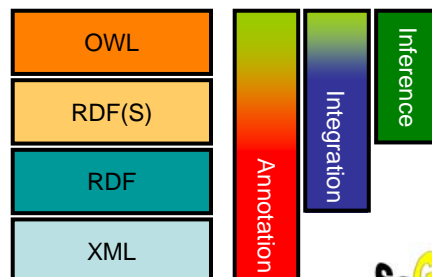 OWL
RDF(S)
RDF
XML
Annotation
Integration
Inference